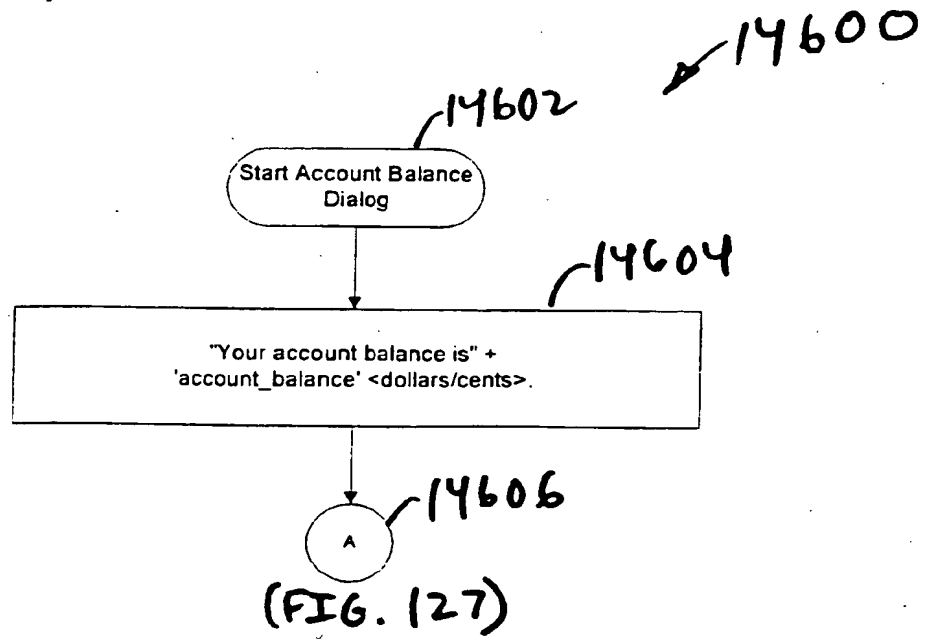 14600
14602
Start Account Balance
Dialog
14604
"Your account balance is" +
'account_balance' <dollars/cents>.
14606
A
(FIG. 127)